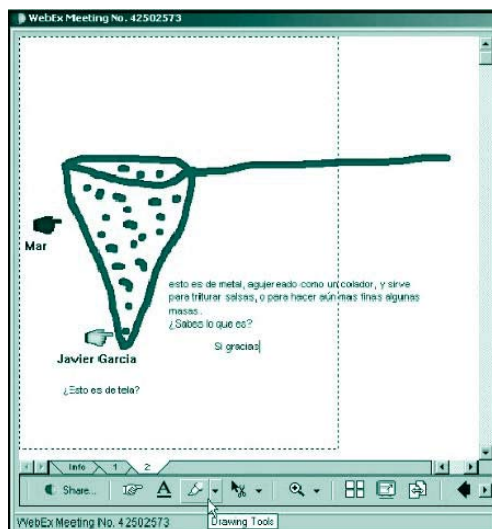 WebEx Meeting No. 42502573
Mar
esto es de metal, agujereado como un colador, y sirve
para triturar salsas, o para hacer aún mas finas algunas
masas.
¿Sabes lo que es?
Si gracias
Javier Garcia
¿Esto es de tela?
Info 1 2
Share... A
Drawing Tools
WebEx Meeting No. 42502573